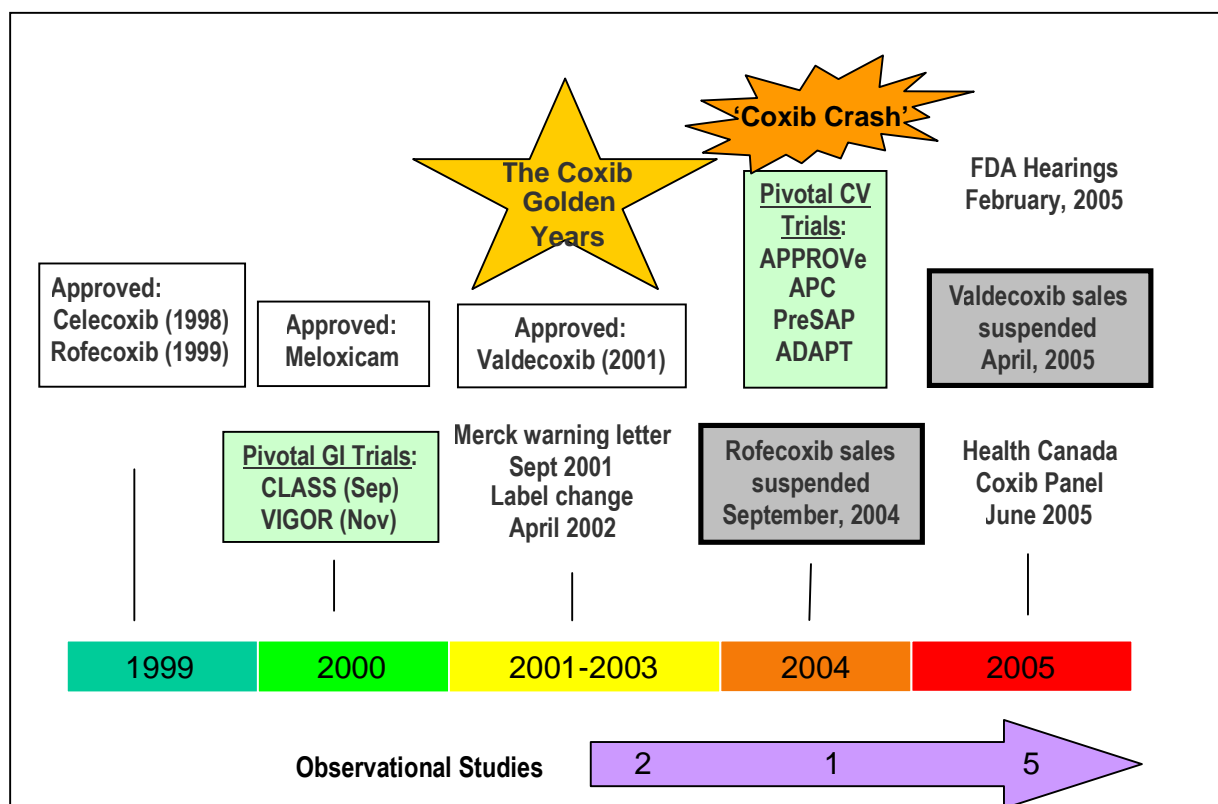 The Coxib
Golden
Years
'Coxib Crash'
Approved:
Celecoxib (1998)
Rofecoxib (1999)
Approved:
Meloxicam
Pivotal GI Trials:
CLASS (Sep)
VIGOR (Nov)
Approved:
Valdecoxib (2001)
Merck warning letter
Sept 2001
Label change
April 2002
Pivotal CV
Trials:
APPROVe
APC
PreSAP
ADAPT
Rofecoxib sales
suspended
September, 2004
FDA Hearings
February, 2005
Valdecoxib sales
suspended
April, 2005
Health Canada
Coxib Panel
June 2005
1999 2000 2001-2003 2004 2005
Observational Studies 2 1 5